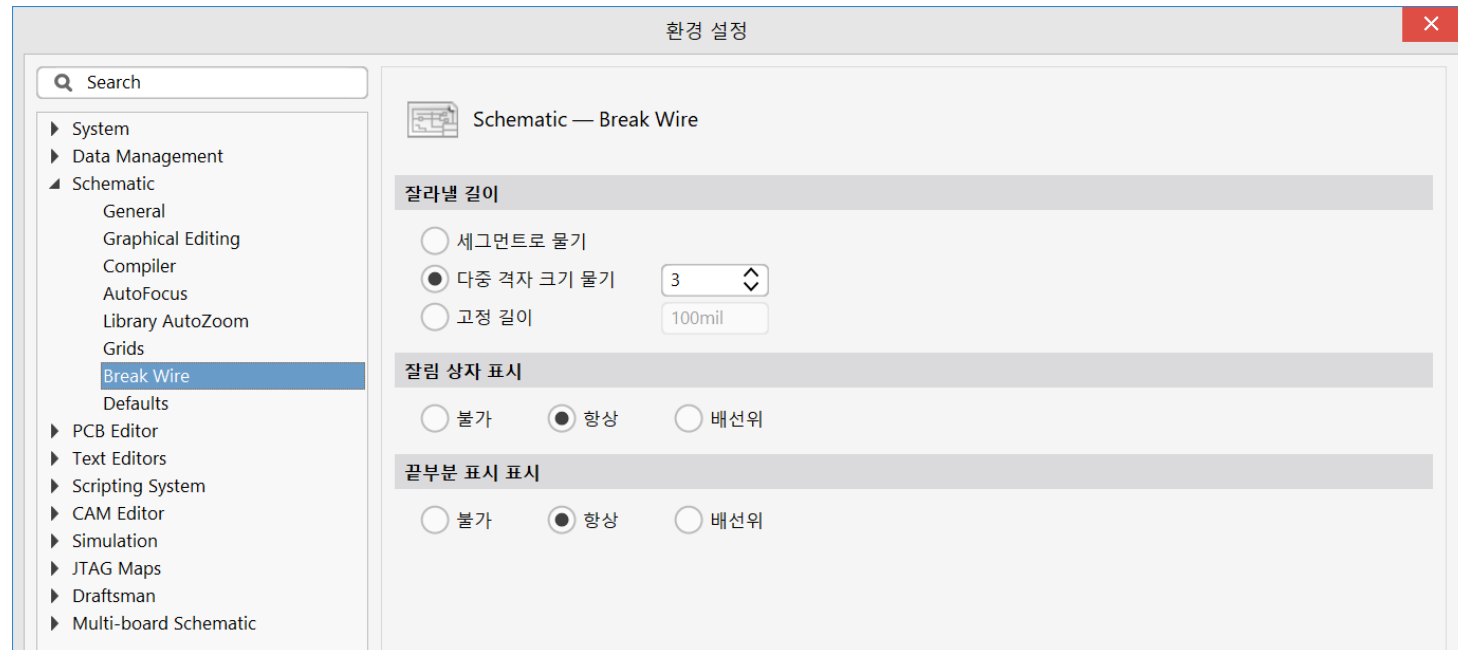 환경 설정
Search
System
Data Management
Schematic
General
Graphical Editing
Compiler
AutoFocus
Library AutoZoom
Grids
Break Wire
Defaults
PCB Editor
Text Editors
Scripting System
CAM Editor
Simulation
JTAG Maps
Draftsman
Multi-board Schematic
Schematic — Break Wire
잘라낼 길이
세그먼트로 물기
다중 격자 크기 물기 3
고정 길이 100mil
잘림 상자 표시
불가 항상 배선위
끝부분 표시 표시
불가 항상 배선위